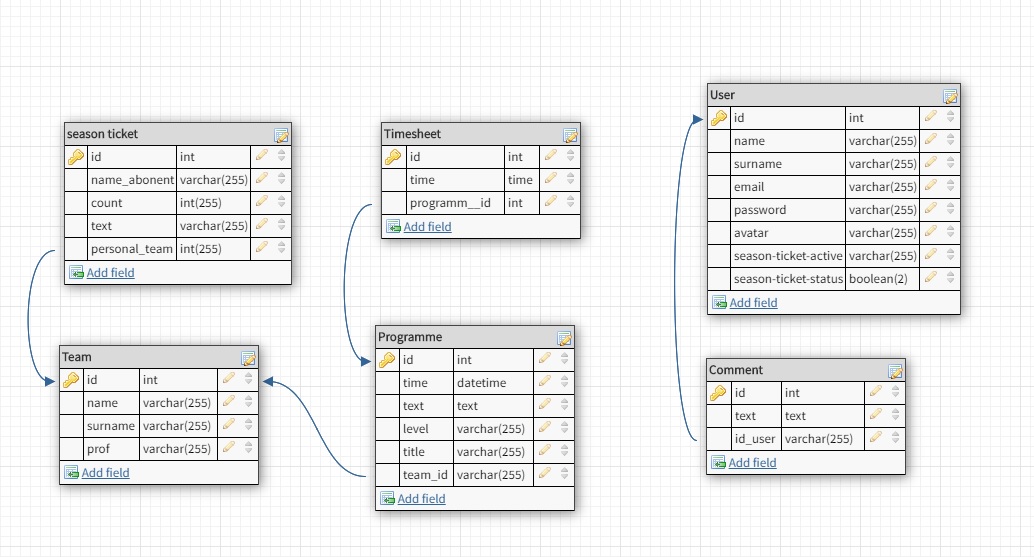 season ticket
id int
name_abonent varchar(255)
count int(255)
text varchar(255)
personal_team int(255)
Add field
Timesheet
id int
time time
programm__id int
Add field
User
id int
name varchar(255)
surname varchar(255)
email varchar(255)
password varchar(255)
avatar varchar(255)
season-ticket-active varchar(255)
season-ticket-status boolean(2)
Add field
Team
id int
name varchar(255)
surname varchar(255)
prof varchar(255)
Add field
Programme
id int
time datetime
text text
level varchar(255)
title varchar(255)
team_id varchar(255)
Add field
Comment
id int
text text
id_user varchar(255)
Add field